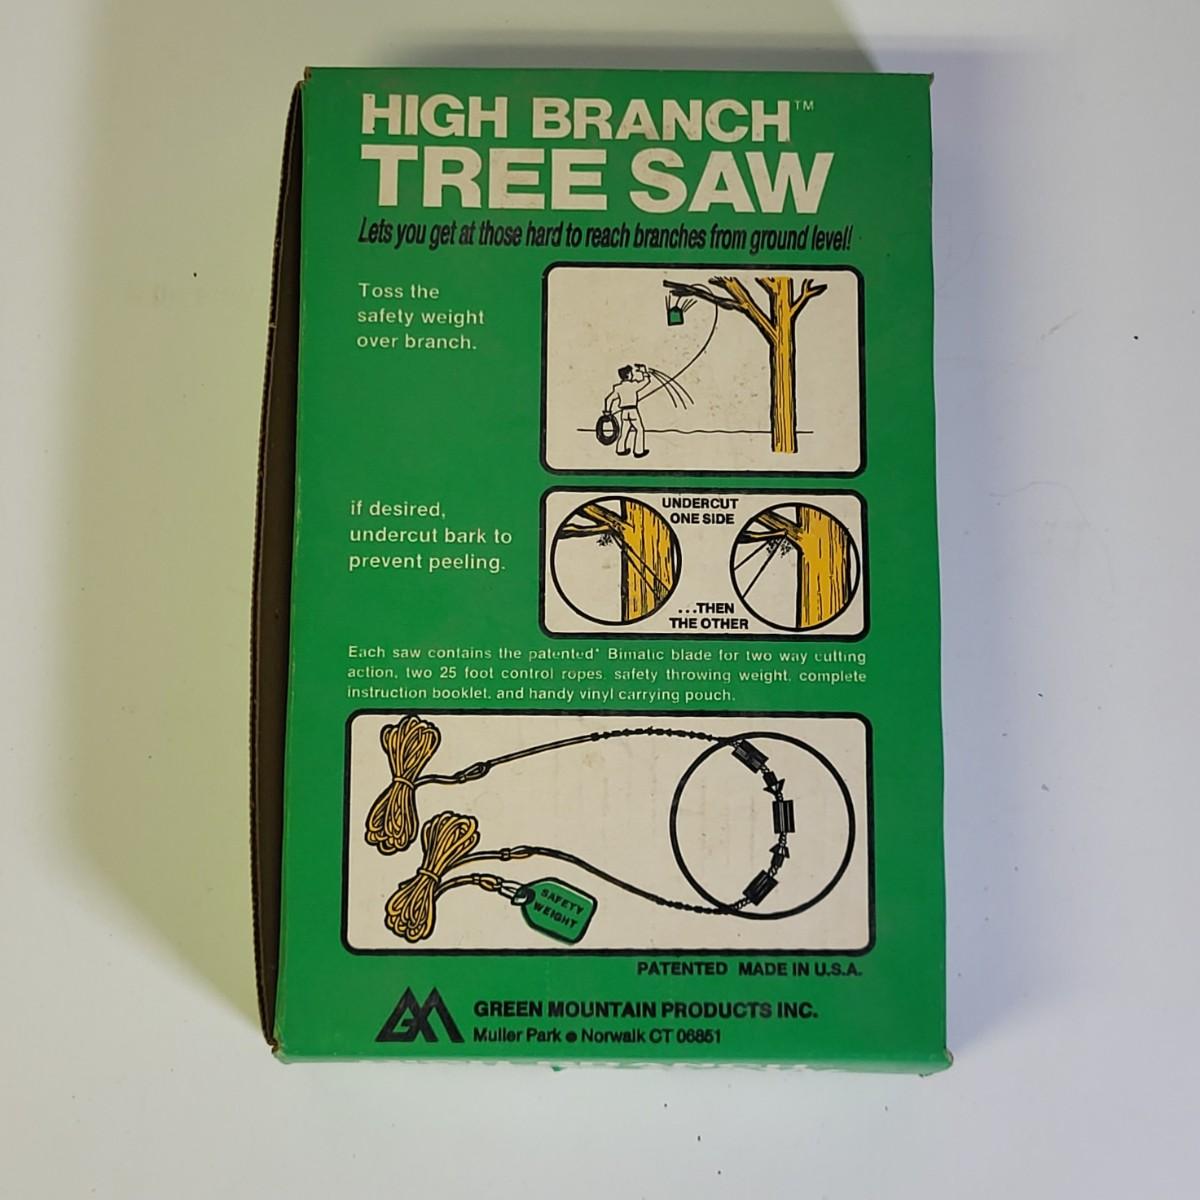 HIGH BRANCH™
TREE SAW
Lets you get at those hard to reach branches from ground level!
Toss the
safety weight
over branch.
if desired,
undercut bark to
prevent peeling.
UNDERCUT
ONE SIDE
...THEN
THE OTHER
Each saw contains the patented* Bimatic blade for two way cutting
action, two 25 foot control ropes, safety throwing weight, complete
instruction booklet, and handy vinyl carrying pouch.
SAFETY
WEIGHT
PATENTED MADE IN U.S.A.
GREEN MOUNTAIN PRODUCTS INC.
Muller Park ● Norwalk CT 06851